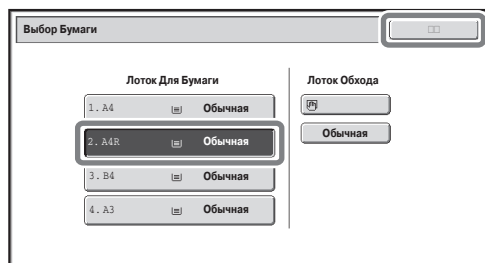 Выбор Бумаги
Лоток Для Бумаги
Лоток Обхода
1. A4 Обычная
2. A4R Обычная
Обычная
3. B4 Обычная
4. A3 Обычная